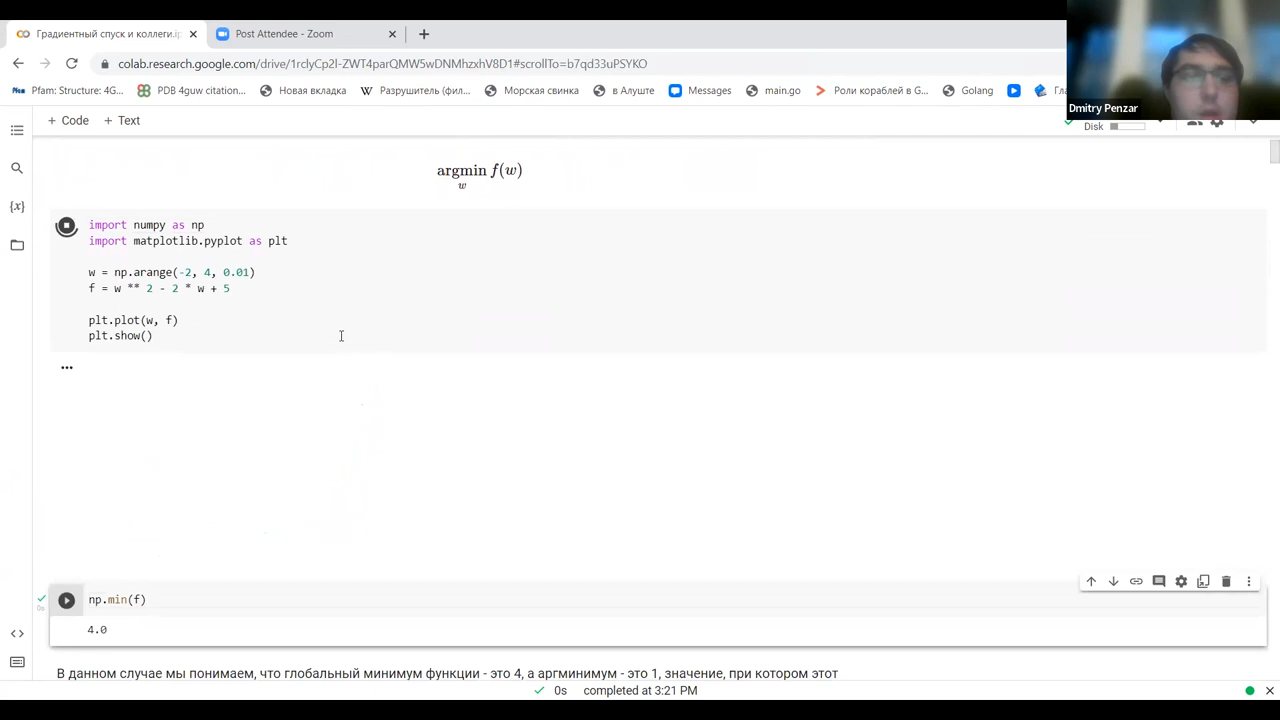 Градиентный спуск и коллеги.ip
Post Attendee - Zoom
colab.research.google.com/drive/1rclyCp2I-ZWT4parQMW5wDNMhzxhV8D1#scrollTo=b7qd33uPSYKO
Pfam: Structure: 4G...
PDB 4guw citation...
Новая вкладка
Разрушитель (фил...
Морская свинка
в Алуште
Messages
main.go
Роли кораблей в G...
Golang
Dmitry Penzar
+ Code + Text
Disk
argmin f(w)
w
import numpy as np
import matplotlib.pyplot as plt
w = np.arange(-2, 4, 0.01)
f = w ** 2 - 2 * w + 5
plt.plot(w, f)
plt.show()
...
np.min(f)
0s
4.0
В данном случае мы понимаем, что глобальный минимум функции - это 4, а аргминимум - это 1, значение, при котором этот
0s completed at 3:21 PM